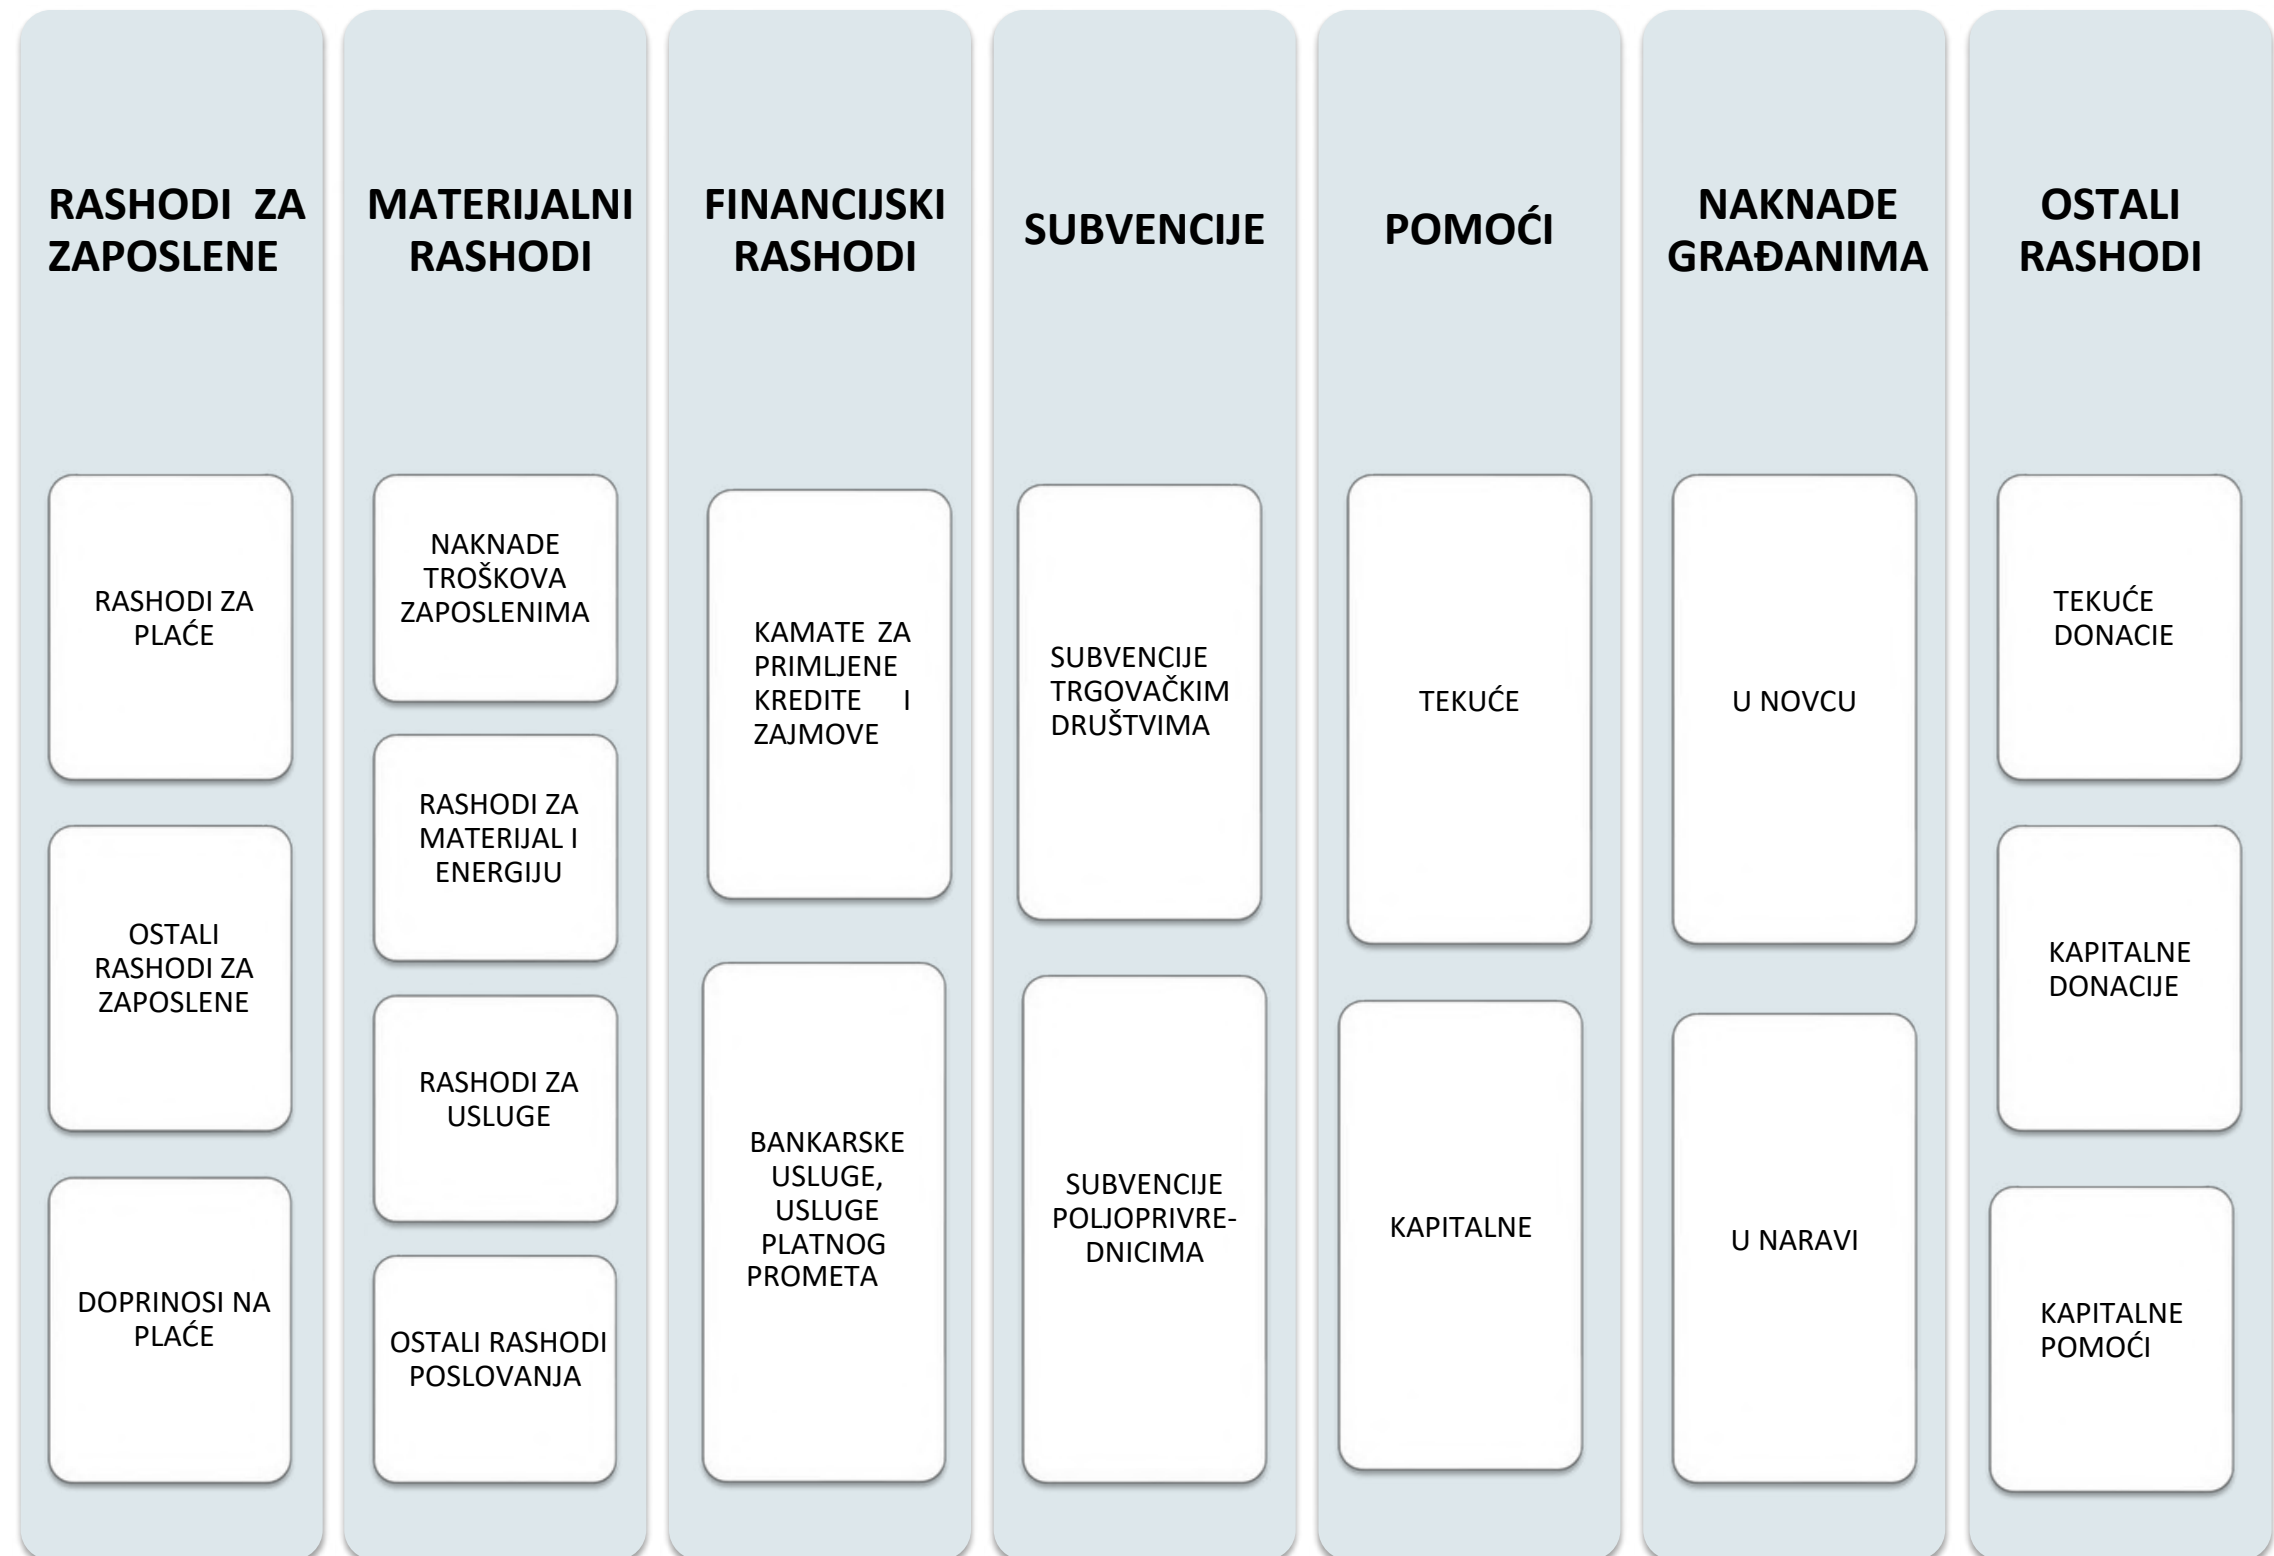 RASHODI ZA
ZAPOSLENE
RASHODI ZA
PLAĆE
OSTALI
RASHODI ZA
ZAPOSLENE
DOPRINOSI NA
PLAĆE
MATERIJALNI
RASHODI
NAKNADE
TROŠKOVA
ZAPOSLENIMA
RASHODI ZA
MATERIJAL I
ENERGIJU
RASHODI ZA
USLUGE
OSTALI RASHODI
POSLOVANJA
FINANCIJSKI
RASHODI
KAMATE ZA
PRIMLJENE
KREDITE I
ZAJMOVE
BANKARSKE
USLUGE,
USLUGE
PLATNOG
PROMETA
SUBVENCIJE
SUBVENCIJE
TRGOVAČKIM
DRUŠTVIMA
SUBVENCIJE
POLJOPRIVRE-
DNICIMA
POMOĆI
TEKUĆE
KAPITALNE
NAKNADE
GRAĐANIMA
U NOVCU
U NARAVI
OSTALI
RASHODI
TEKUĆE
DONACIE
KAPITALNE
DONACIJE
KAPITALNE
POMOĆI